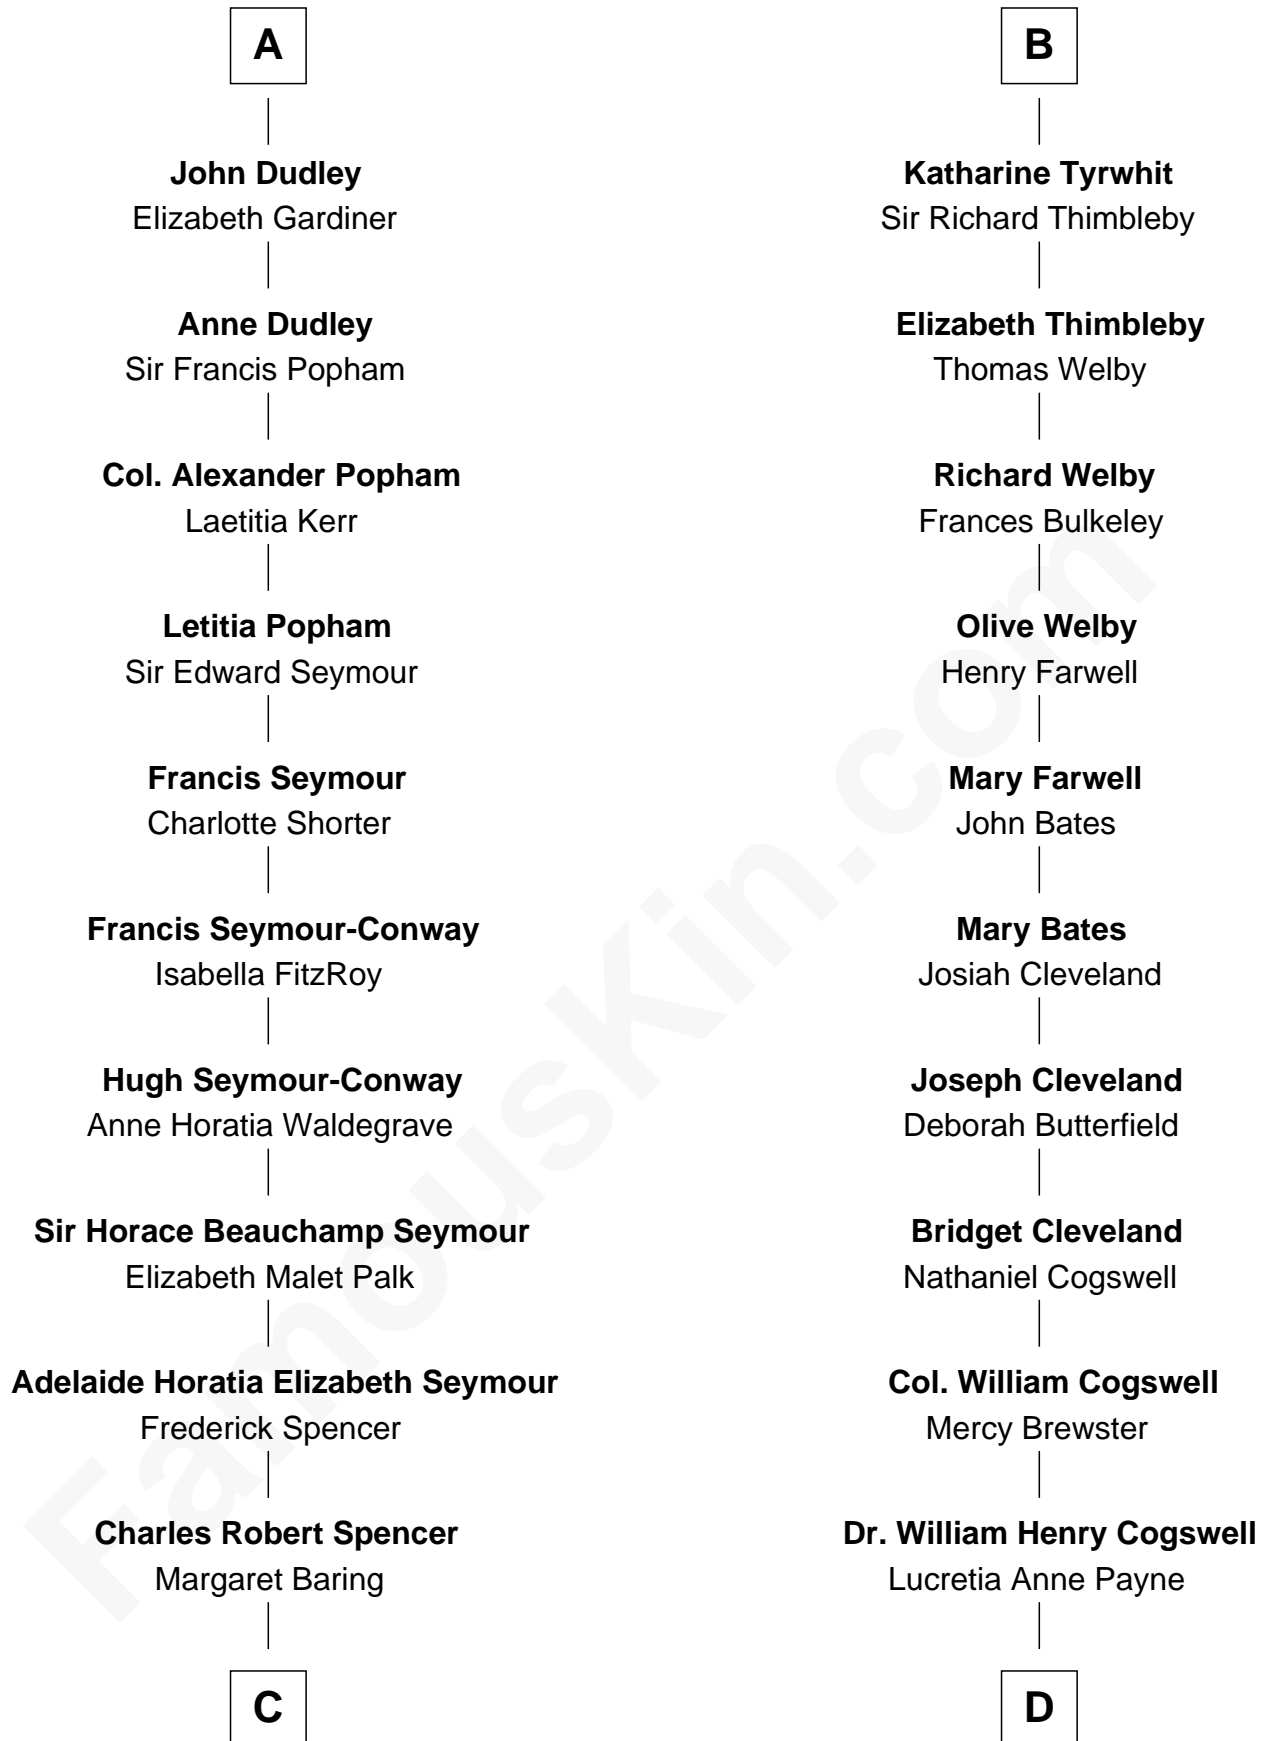 A
John Dudley
Elizabeth Gardiner
Anne Dudley
Sir Francis Popham
Col. Alexander Popham
Laetitia Kerr
Letitia Popham
Sir Edward Seymour
Francis Seymour
Charlotte Shorter
Francis Seymour-Conway
Isabella FitzRoy
Hugh Seymour-Conway
Anne Horatia Waldegrave
Sir Horace Beauchamp Seymour
Elizabeth Malet Palk
Adelaide Horatia Elizabeth Seymour
Frederick Spencer
Charles Robert Spencer
Margaret Baring
C
B
Katharine Tyrwhit
Sir Richard Thimbleby
Elizabeth Thimbleby
Thomas Welby
Richard Welby
Frances Bulkeley
Olive Welby
Henry Farwell
Mary Farwell
John Bates
Mary Bates
Josiah Cleveland
Joseph Cleveland
Deborah Butterfield
Bridget Cleveland
Nathaniel Cogswell
Col. William Cogswell
Mercy Brewster
Dr. William Henry Cogswell
Lucretia Anne Payne
D
FamousKin.com